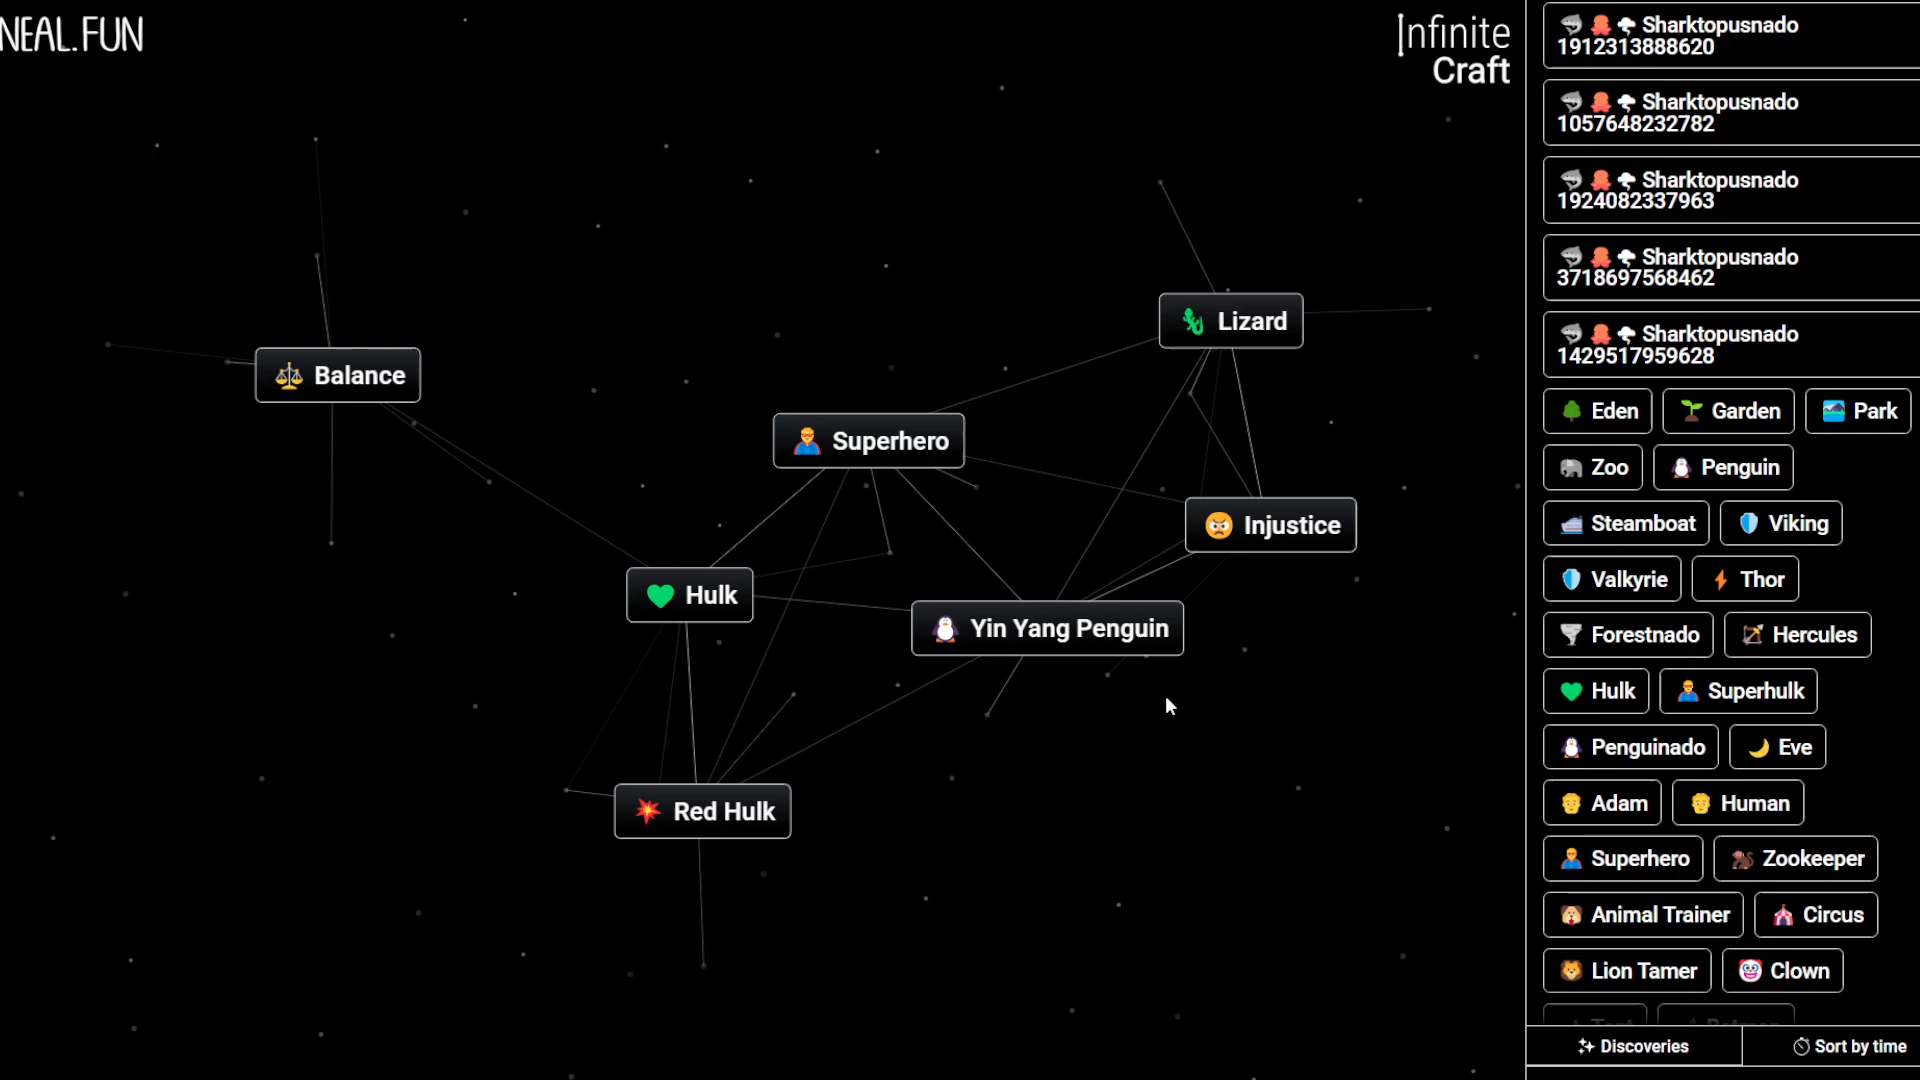 NEAL.FUN
Infinite
Craft
Balance
Superhero
Lizard
Injustice
Hulk
Yin Yang Penguin
Red Hulk
Sharktopusnado
1912313888620
Sharktopusnado
1057648232782
Sharktopusnado
1924082337963
Sharktopusnado
3718697568462
Sharktopusnado
1429517959628
Eden Garden Park
Zoo Penguin
Steamboat Viking
Valkyrie Thor
Forestnado Hercules
Hulk Superhulk
Penguinado Eve
Adam Human
Superhero Zookeeper
Animal Trainer Circus
Lion Tamer Clown
Discoveries Sort by time